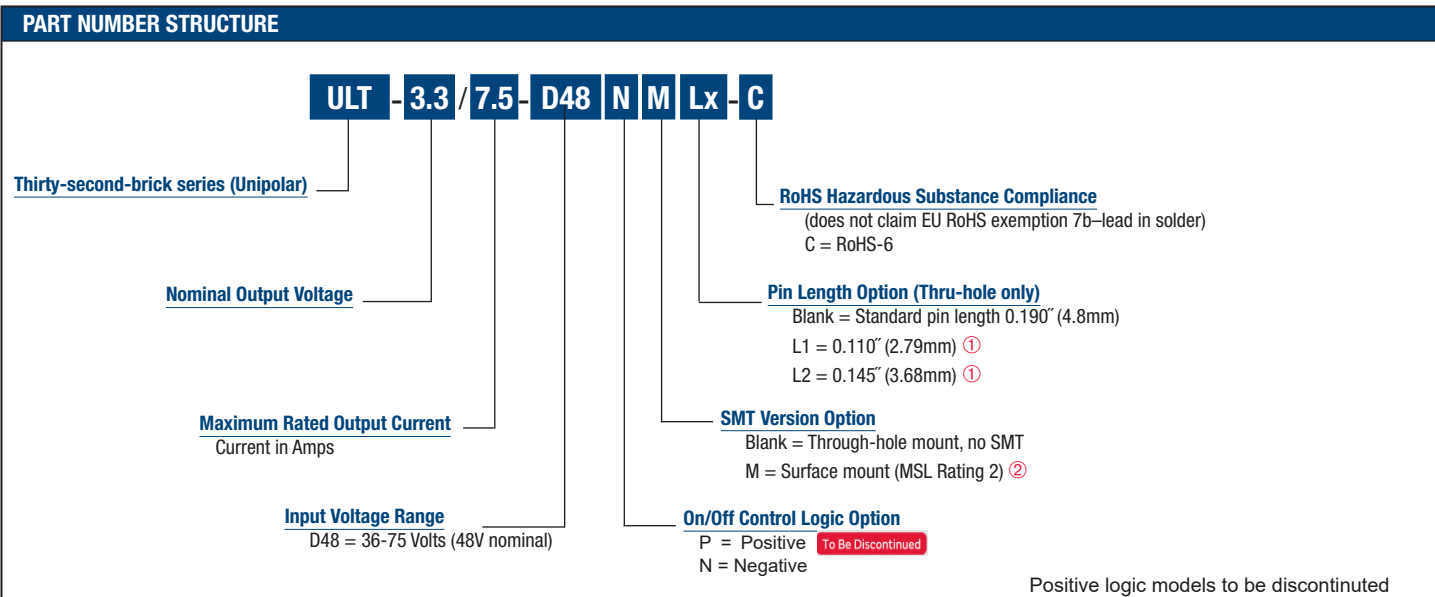 PART NUMBER STRUCTURE
ULT - 3.3 / 7.5 - D48 N M Lx - C
Thirty-second-brick series (Unipolar)
RoHS Hazardous Substance Compliance
(does not claim EU RoHS exemption 7b–lead in solder)
C = RoHS-6
Nominal Output Voltage
Pin Length Option (Thru-hole only)
Blank = Standard pin length 0.190˝ (4.8mm)
L1 = 0.110˝ (2.79mm) ①
L2 = 0.145˝ (3.68mm) ①
Maximum Rated Output Current
Current in Amps
SMT Version Option
Blank = Through-hole mount, no SMT
M = Surface mount (MSL Rating 2) ②
Input Voltage Range
D48 = 36-75 Volts (48V nominal)
On/Off Control Logic Option
P = Positive To Be Discontinued
N = Negative
Positive logic models to be discontinuted